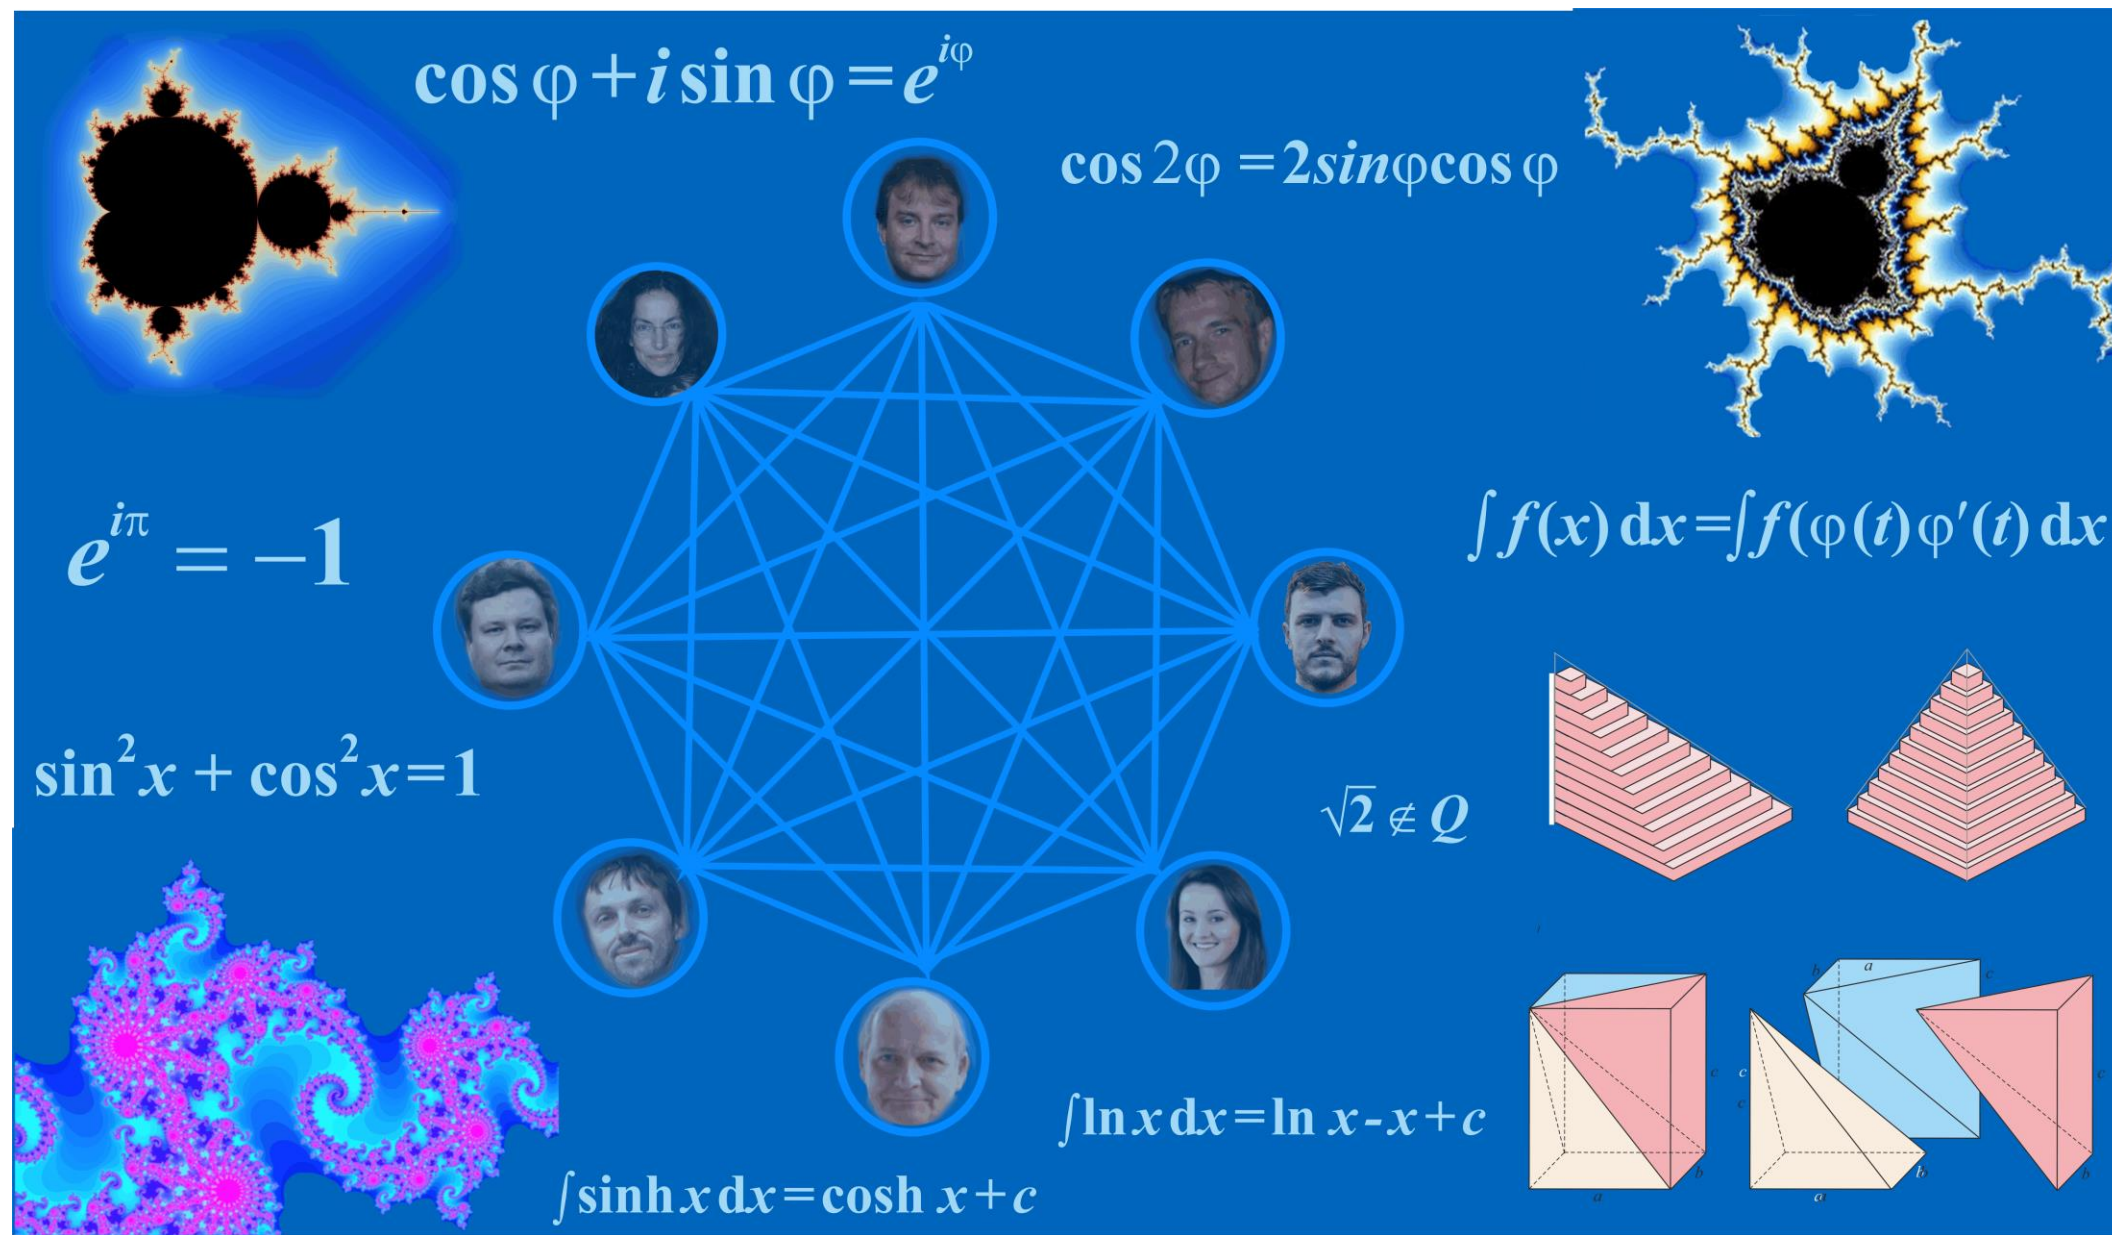 cos φ + i sin φ = e^{iφ}
cos 2φ = 2sinφcos φ
e^{iπ} = −1
∫ f(x) dx = ∫ f(φ(t) φ′(t) dx
sin²x + cos²x = 1
√2 ∉ Q
∫ ln x dx = ln x - x + c
∫ sinh x dx = cosh x + c
b a c
c c c c
b b b
a a